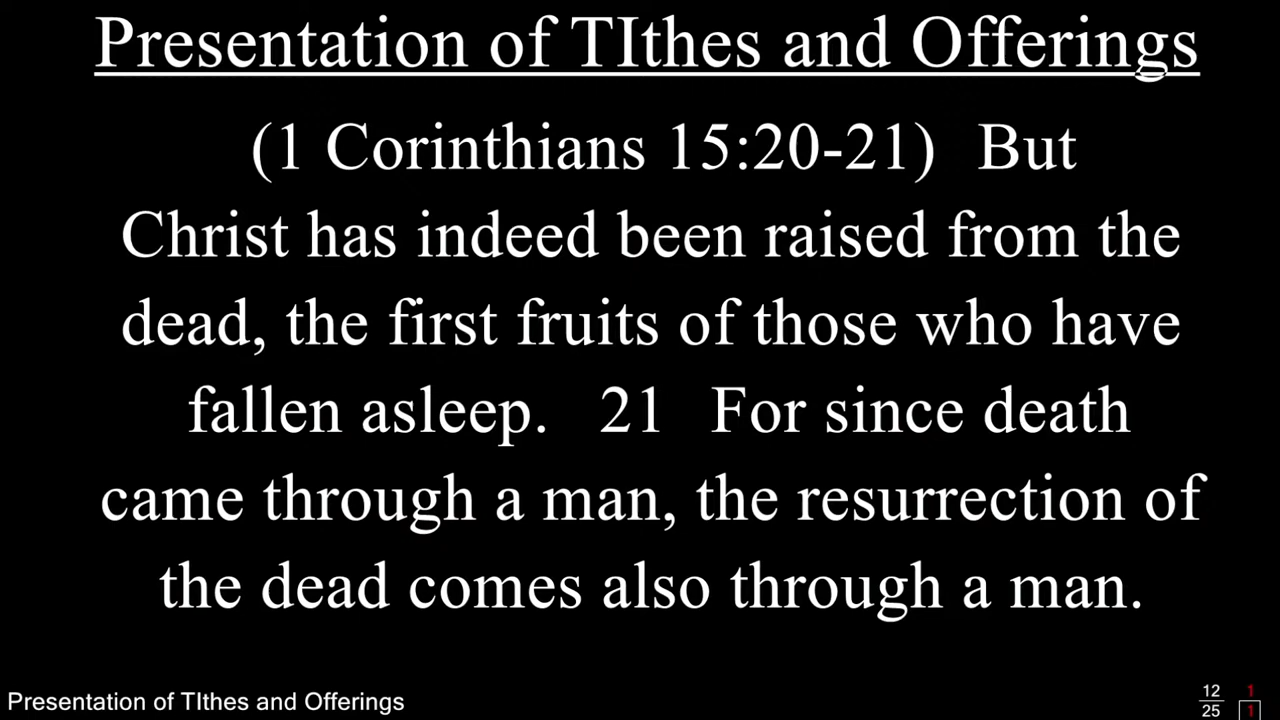 Presentation of TIthes and Offerings
(1 Corinthians 15:20-21) But
Christ has indeed been raised from the
dead, the first fruits of those who have
fallen asleep. 21 For since death
came through a man, the resurrection of
the dead comes also through a man.
Presentation of TIthes and Offerings
12 1
25 1